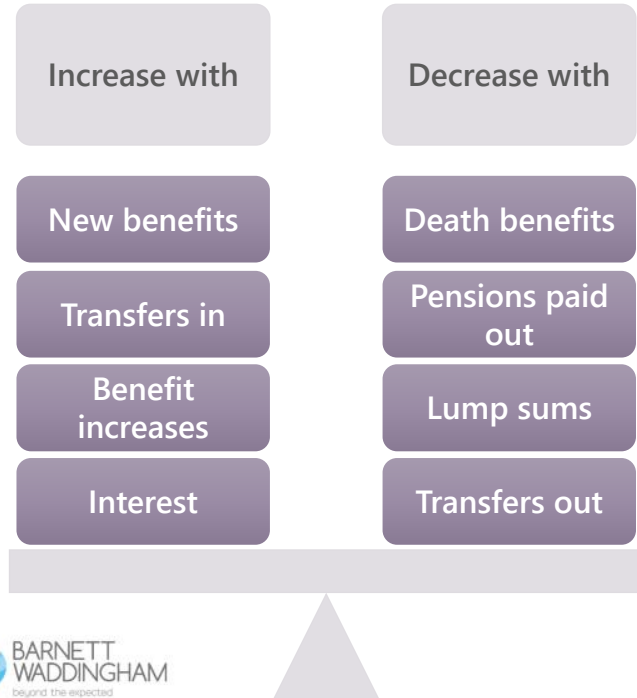 Increase with
Decrease with
New benefits
Death benefits
Transfers in
Pensions paid
out
Benefit
increases
Lump sums
Interest
Transfers out
BARNETT
WADDINGHAM
beyond the expected